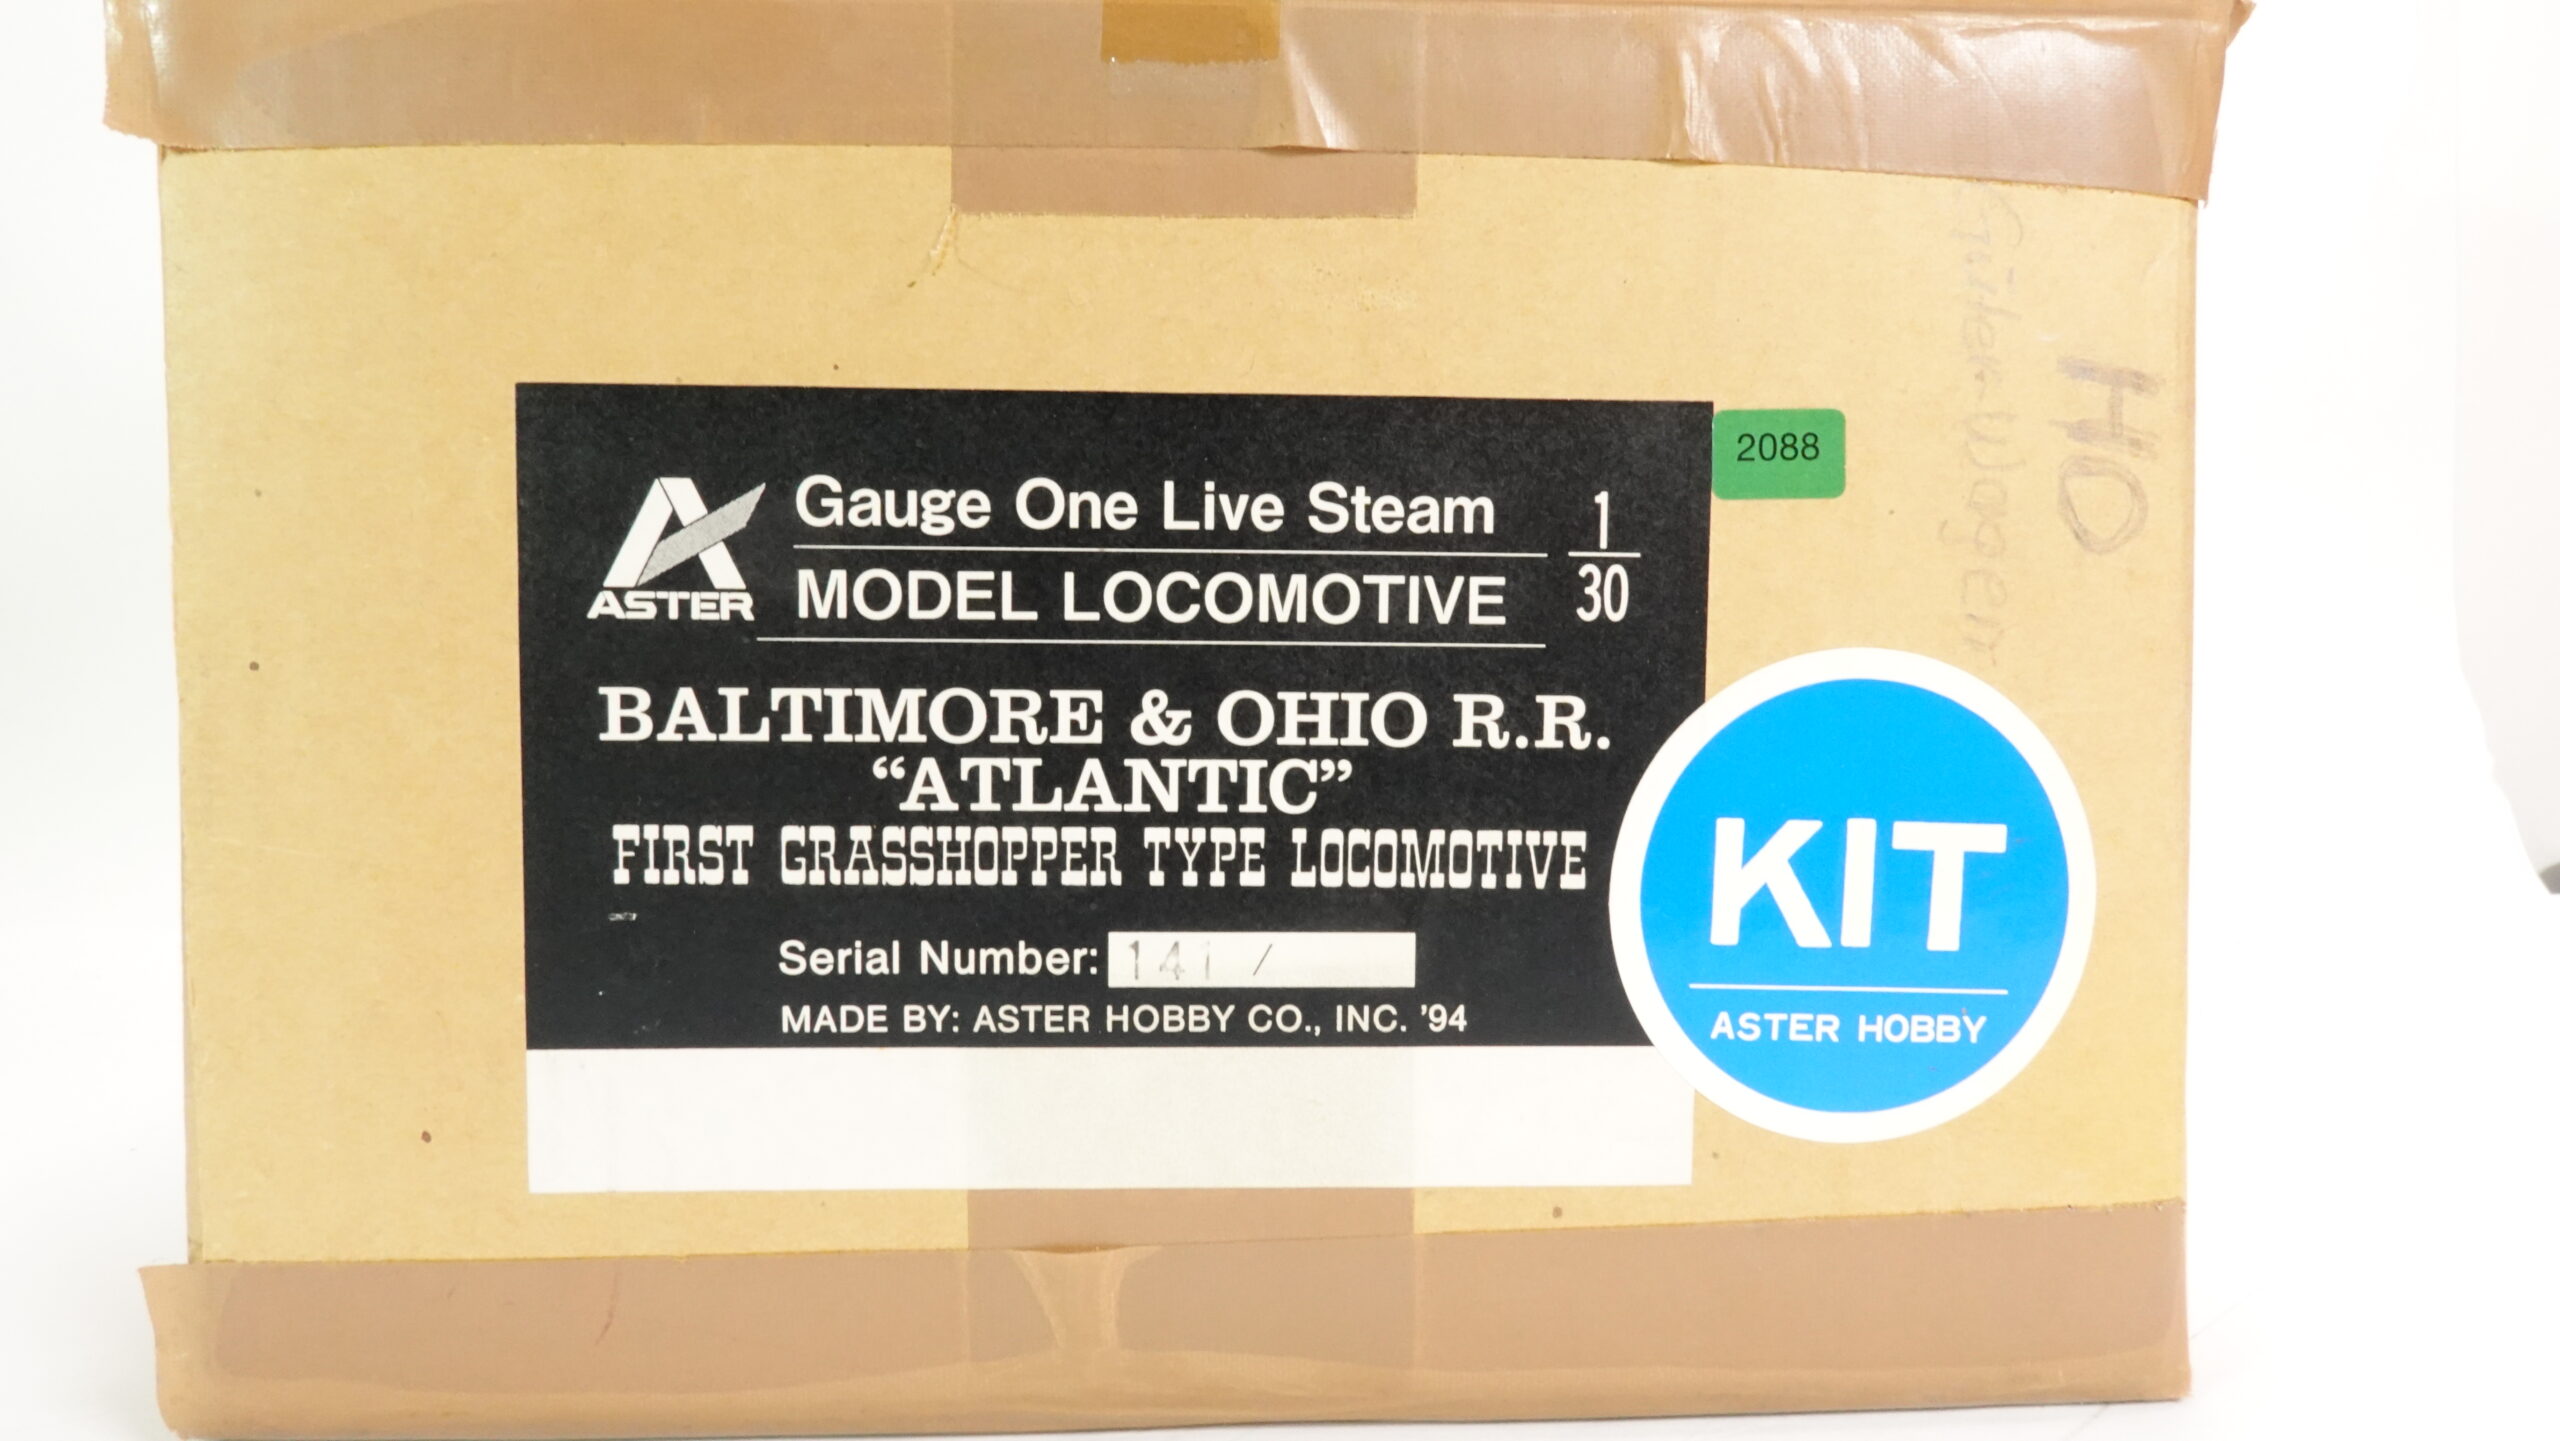 Gauge One Live Steam
MODEL LOCOMOTIVE
1
30
ASTER
BALTIMORE & OHIO R.R.
“ATLANTIC”
FIRST GRASSHOPPER TYPE LOCOMOTIVE
Serial Number: 141 /
MADE BY: ASTER HOBBY CO., INC. '94
2088
KIT
ASTER HOBBY
HO